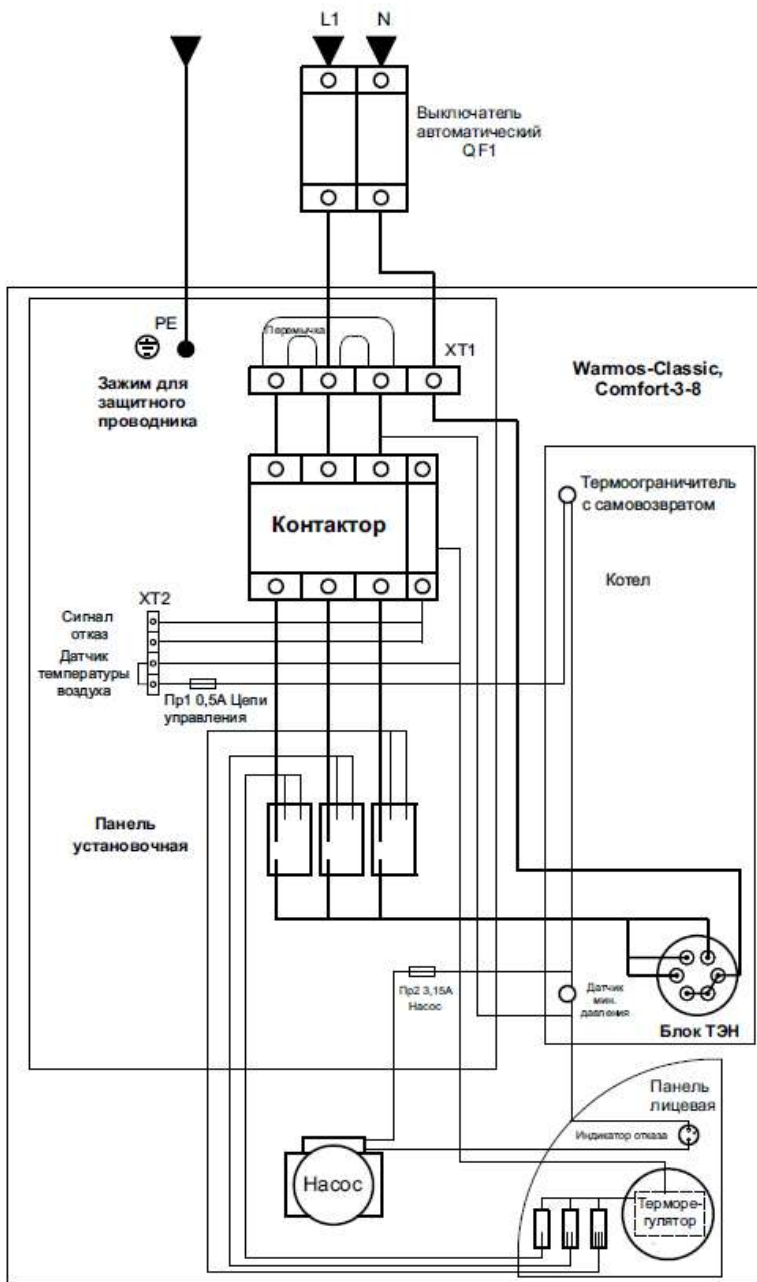 L1
N
Выключатель
автоматический
QF1
PE
Перемычка
XT1
Зажим для
защитного
проводника
Warmos-Classic,
Comfort-3-8
Термоограничитель
с самовозвратом
Контактор
Котел
XT2
Сигнал
отказ
Датчик
температуры
воздуха
Пр1 0,5А Цепи
управления
Панель
установочная
Пр2 3,15А
Насос
Датчик
мин.
давления
Блок ТЭН
Панель
лицевая
Индикатор отказа
Насос
Терморе-
гулятор